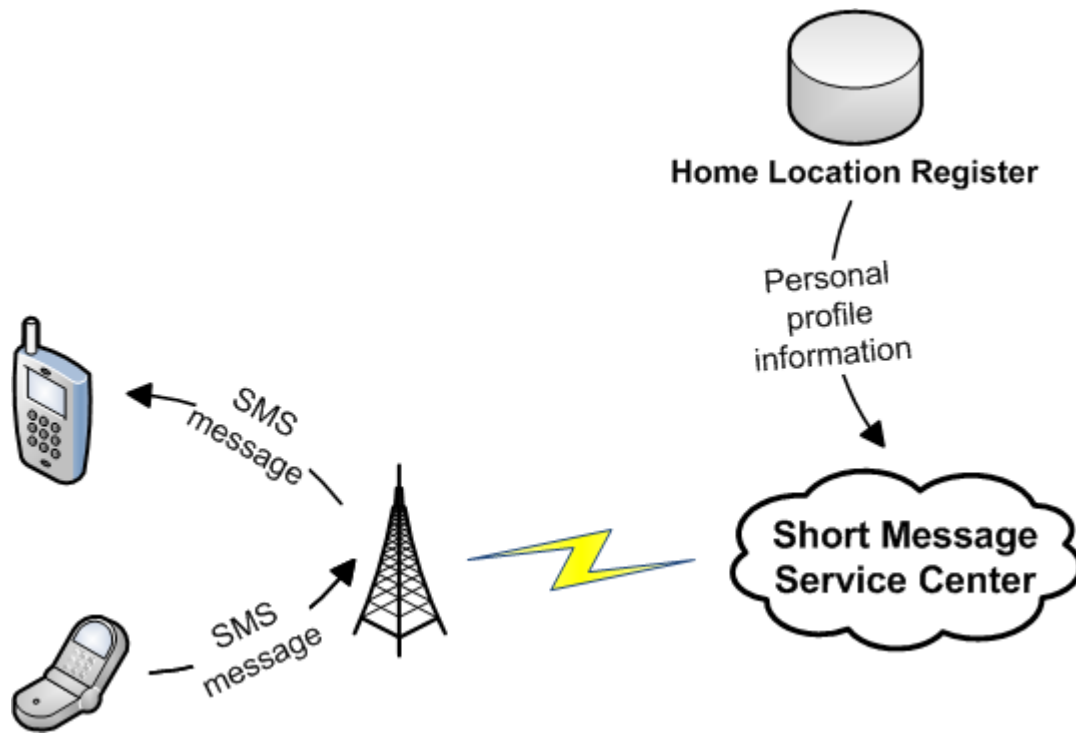 Home Location Register
Personal
profile
information
SMS
message
Short Message
Service Center
SMS
message